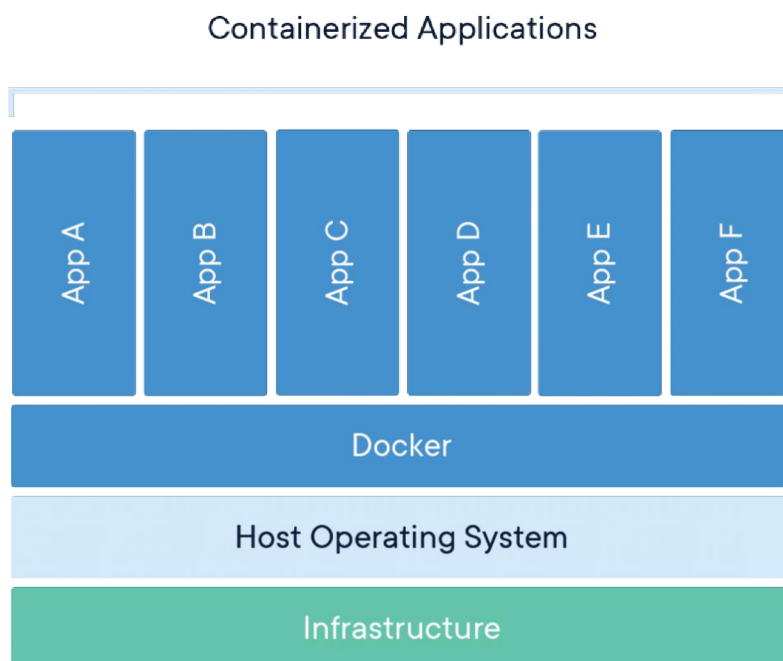 Containerized Applications
App A
App B
App C
App D
App E
App F
Docker
Host Operating System
Infrastructure